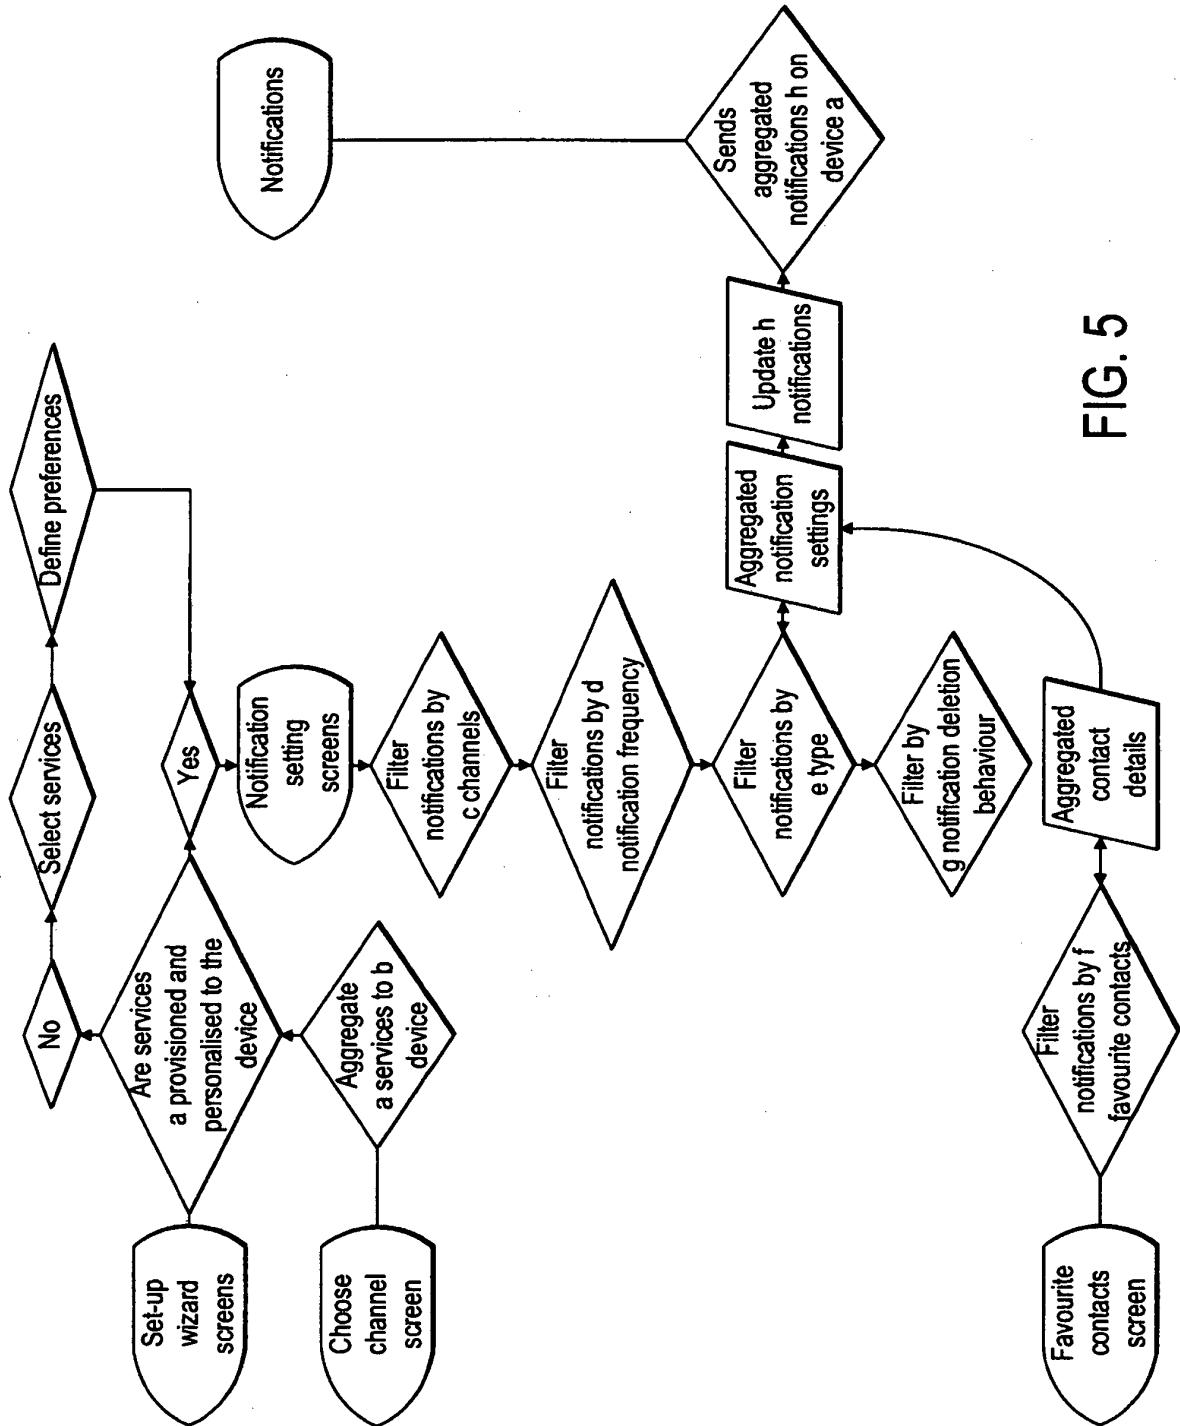 Set-up
wizard
screens
Are services
a provisioned and
personalised to the
device
No
Select services
Define preferences
Yes
Choose
channel
screen
Aggregate
a services to b
device
Notification
setting
screens
Filter
notifications by
c channels
Filter
notifications by d
notification frequency
Filter
notifications by
e type
Filter by
g notification deletion
behaviour
Aggregated
notification
settings
Update h
notifications
Sends
aggregated
notifications h on
device a
Notifications
Favourite
contacts
screen
Filter
notifications by f
favourite contacts
Aggregated
contact
details
FIG. 5